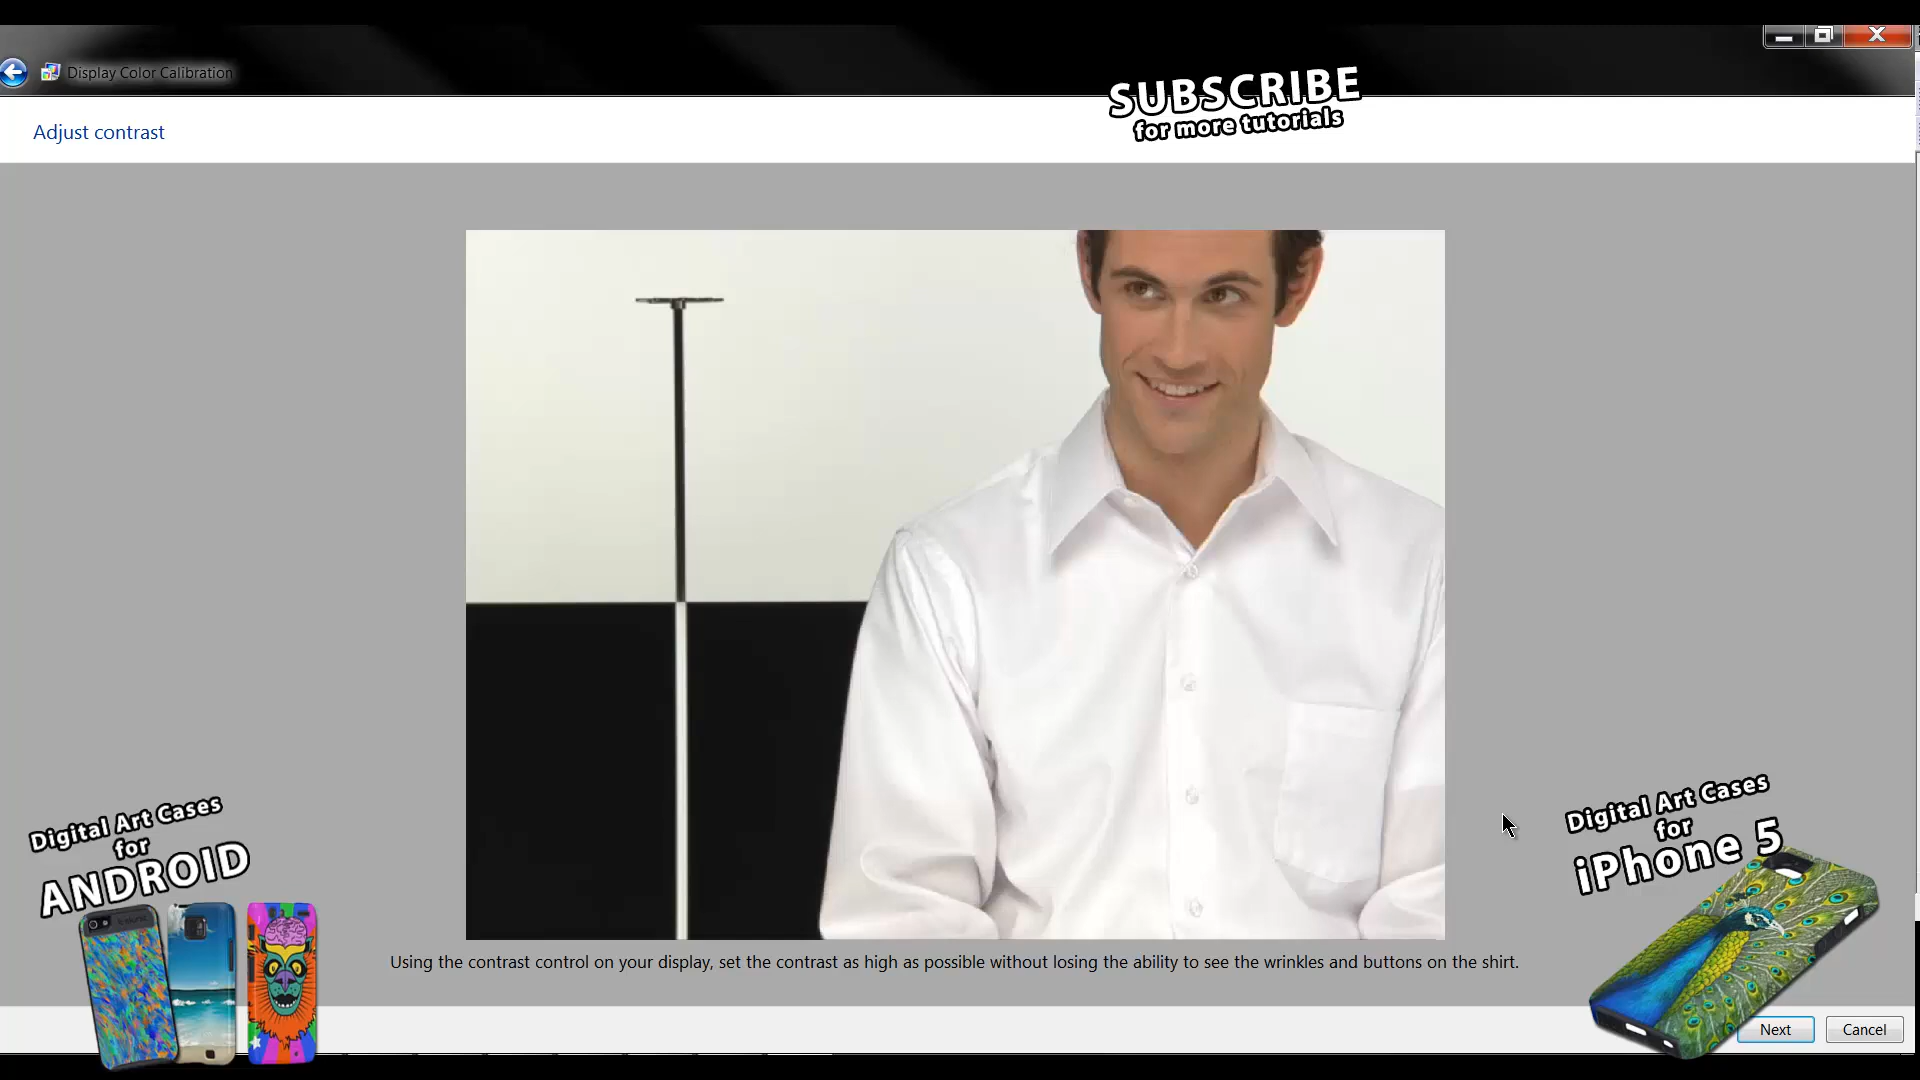 Display Color Calibration
SUBSCRIBE
for more tutorials
Adjust contrast
Digital Art Cases
for
ANDROID
Digital Art Cases
for
iPhone 5
Using the contrast control on your display, set the contrast as high as possible without losing the ability to see the wrinkles and buttons on the shirt.
Next
Cancel